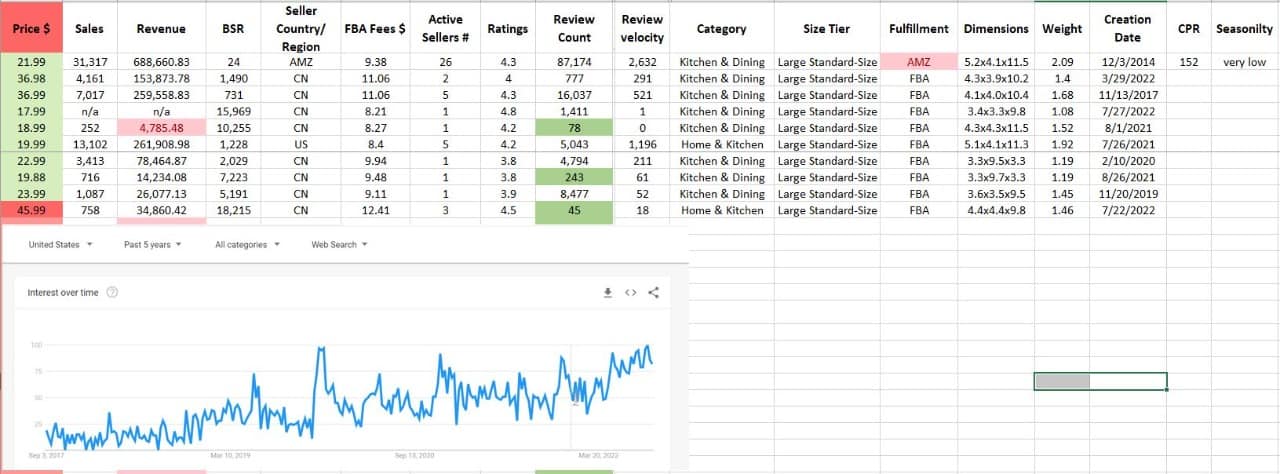 Price $ Sales Revenue BSR Seller Country/ Region FBA Fees $ Active Sellers # Ratings Review Count Review velocity Category Size Tier Fulfillment Dimensions Weight Creation Date CPR Seasonilty
21.99 31,317 688,660.83 24 AMZ 9.38 26 4.3 87,174 2,632 Kitchen & Dining Large Standard-Size AMZ 5.2x4.1x11.5 2.09 12/3/2014 152 very low
36.98 4,161 153,873.78 1,490 CN 11.06 2 4 777 291 Kitchen & Dining Large Standard-Size FBA 4.3x3.9x10.2 1.4 3/29/2022
36.99 7,017 259,558.83 731 CN 11.06 5 4.3 16,037 521 Kitchen & Dining Large Standard-Size FBA 4.1x4.0x10.4 1.68 11/13/2017
17.99 n/a n/a 15,969 CN 8.21 1 4.8 1,411 1 Kitchen & Dining Large Standard-Size FBA 3.4x3.3x9.8 1.08 7/27/2022
18.99 252 4,785.48 10,255 CN 8.27 1 4.2 78 0 Kitchen & Dining Large Standard-Size FBA 4.3x4.3x11.5 1.52 8/1/2021
19.99 13,102 261,908.98 1,228 US 8.4 5 4.2 5,043 1,196 Home & Kitchen Large Standard-Size FBA 5.1x4.1x11.3 1.92 7/26/2021
22.99 3,413 78,464.87 2,029 CN 9.94 1 3.8 4,794 211 Kitchen & Dining Large Standard-Size FBA 3.3x9.5x3.3 1.19 2/10/2020
19.88 716 14,234.08 7,223 CN 9.48 1 3.8 243 61 Kitchen & Dining Large Standard-Size FBA 3.3x9.7x3.3 1.19 8/26/2021
23.99 1,087 26,077.13 5,191 CN 9.11 1 3.9 8,477 52 Kitchen & Dining Large Standard-Size FBA 3.6x3.5x9.5 1.45 11/20/2019
45.99 758 34,860.42 18,215 CN 12.41 3 4.5 45 18 Home & Kitchen Large Standard-Size FBA 4.4x4.4x9.8 1.46 7/22/2022
United States Past 5 years All categories Web Search
Interest over time
100
75
50
25
Sep 3, 2017 Mar 10, 2019 Sep 13, 2020 Mar 20, 2022